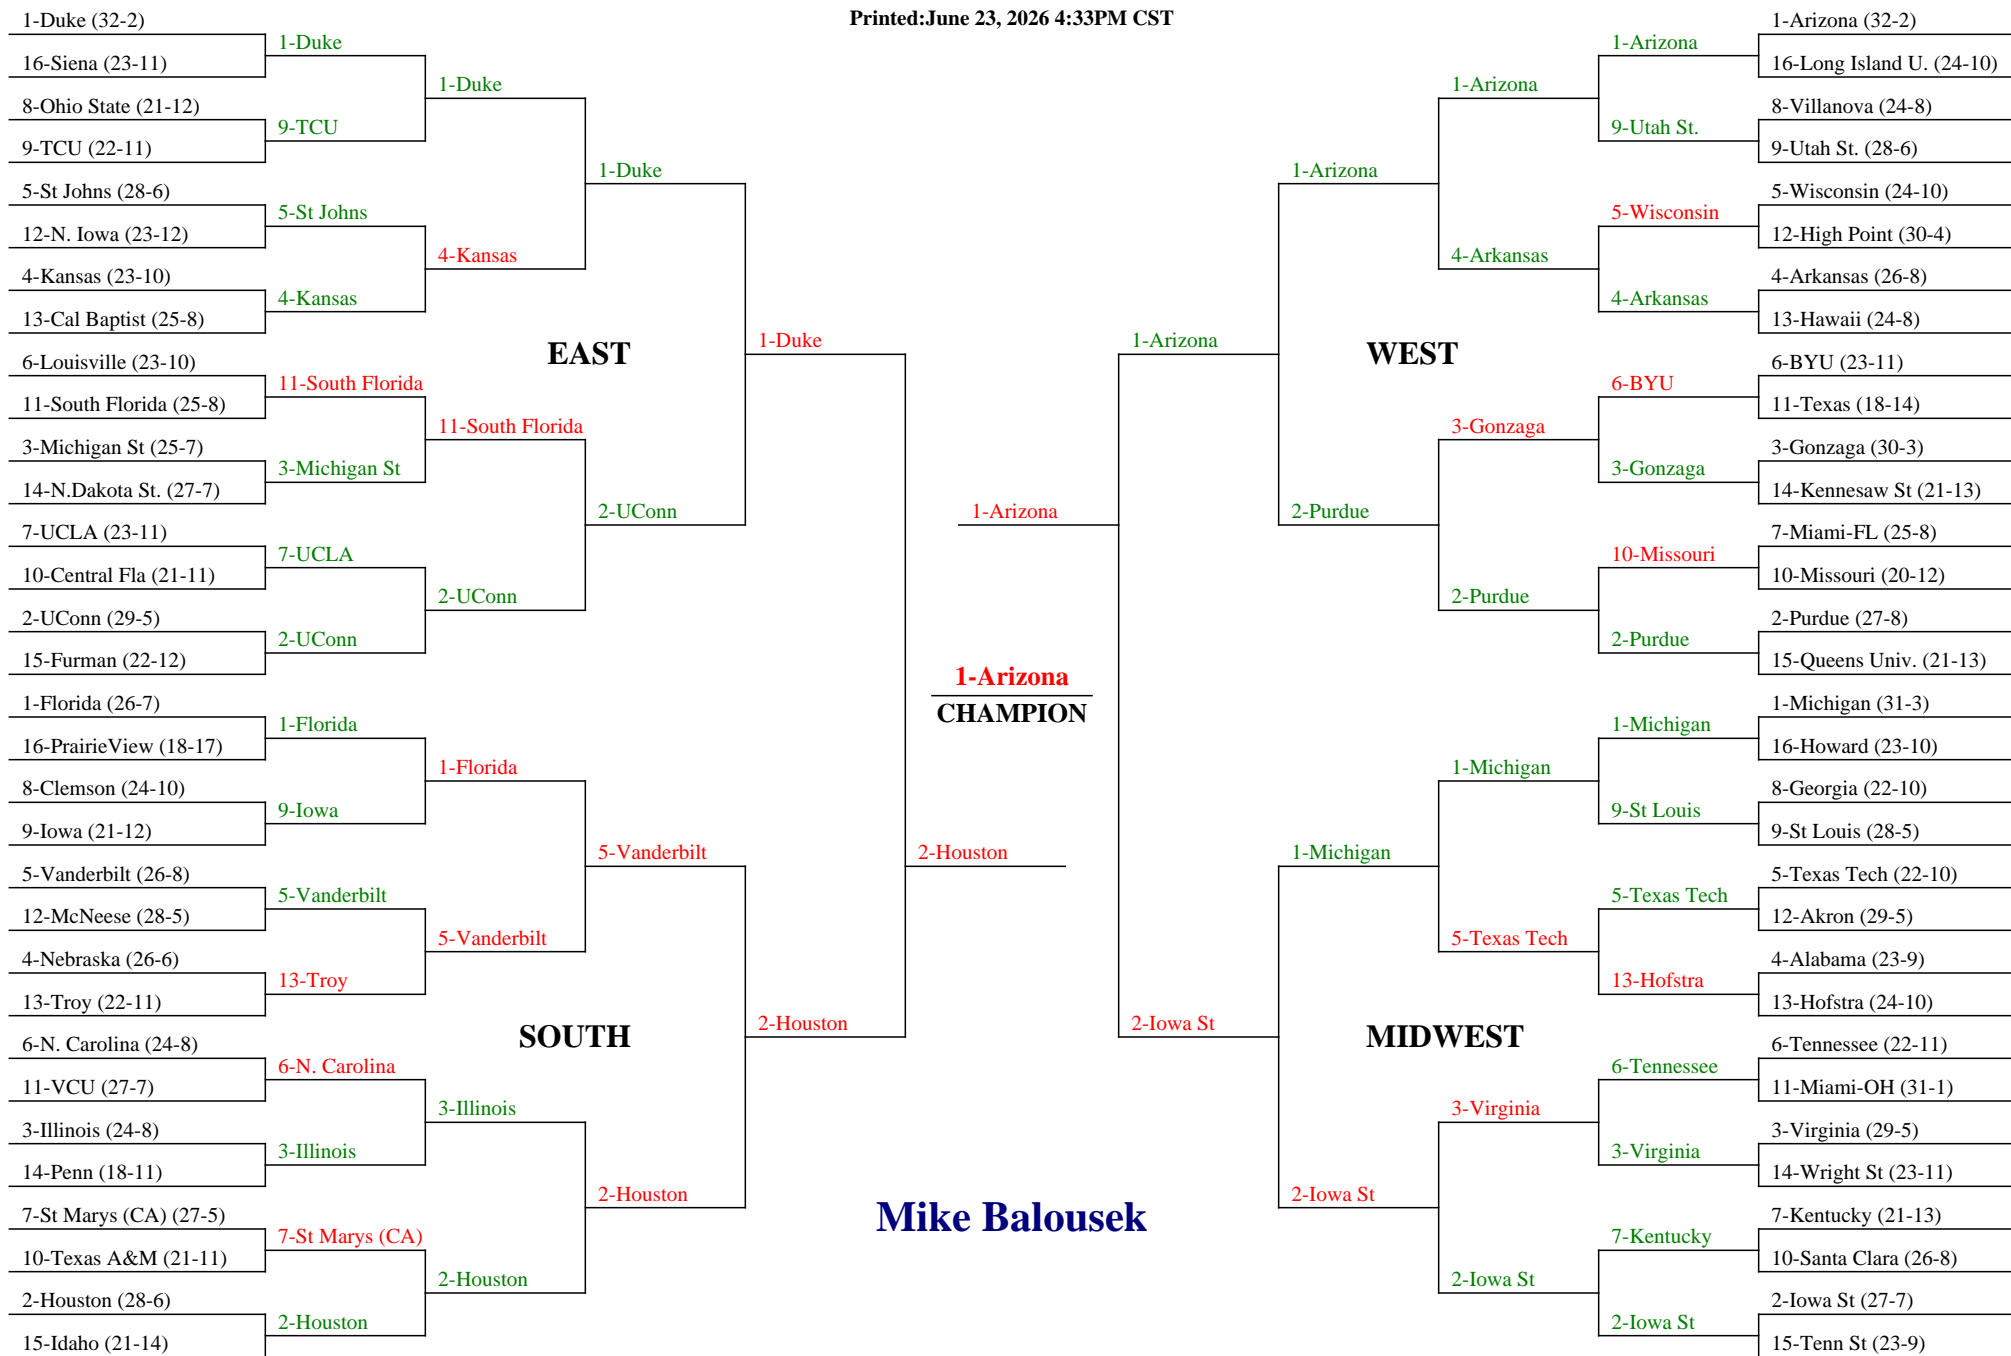 Printed:June 23, 2026 4:33PM CST
1-Duke (32-2)
16-Siena (23-11)
8-Ohio State (21-12)
9-TCU (22-11)
5-St Johns (28-6)
12-N. Iowa (23-12)
4-Kansas (23-10)
13-Cal Baptist (25-8)
6-Louisville (23-10)
11-South Florida (25-8)
3-Michigan St (25-7)
14-N.Dakota St. (27-7)
7-UCLA (23-11)
10-Central Fla (21-11)
2-UConn (29-5)
15-Furman (22-12)
1-Florida (26-7)
16-PrairieView (18-17)
8-Clemson (24-10)
9-Iowa (21-12)
5-Vanderbilt (26-8)
12-McNeese (28-5)
4-Nebraska (26-6)
13-Troy (22-11)
6-N. Carolina (24-8)
11-VCU (27-7)
3-Illinois (24-8)
14-Penn (18-11)
7-St Marys (CA) (27-5)
10-Texas A&M (21-11)
2-Houston (28-6)
15-Idaho (21-14)
1-Duke
9-TCU
5-St Johns
4-Kansas
11-South Florida
3-Michigan St
7-UCLA
2-UConn
1-Florida
9-Iowa
5-Vanderbilt
13-Troy
6-N. Carolina
3-Illinois
7-St Marys (CA)
2-Houston
1-Duke
4-Kansas
11-South Florida
2-UConn
1-Florida
5-Vanderbilt
3-Illinois
2-Houston
EAST
SOUTH
1-Duke
2-UConn
5-Vanderbilt
2-Houston
1-Duke
2-Houston
1-Arizona
2-Houston
1-Arizona
CHAMPION
Mike Balousek
1-Arizona
2-Iowa St
1-Arizona
2-Purdue
1-Michigan
2-Iowa St
WEST
MIDWEST
1-Arizona
4-Arkansas
3-Gonzaga
2-Purdue
1-Michigan
5-Texas Tech
3-Virginia
2-Iowa St
1-Arizona
9-Utah St.
5-Wisconsin
4-Arkansas
6-BYU
3-Gonzaga
10-Missouri
2-Purdue
1-Michigan
9-St Louis
5-Texas Tech
13-Hofstra
6-Tennessee
3-Virginia
7-Kentucky
2-Iowa St
1-Arizona (32-2)
16-Long Island U. (24-10)
8-Villanova (24-8)
9-Utah St. (28-6)
5-Wisconsin (24-10)
12-High Point (30-4)
4-Arkansas (26-8)
13-Hawaii (24-8)
6-BYU (23-11)
11-Texas (18-14)
3-Gonzaga (30-3)
14-Kennesaw St (21-13)
7-Miami-FL (25-8)
10-Missouri (20-12)
2-Purdue (27-8)
15-Queens Univ. (21-13)
1-Michigan (31-3)
16-Howard (23-10)
8-Georgia (22-10)
9-St Louis (28-5)
5-Texas Tech (22-10)
12-Akron (29-5)
4-Alabama (23-9)
13-Hofstra (24-10)
6-Tennessee (22-11)
11-Miami-OH (31-1)
3-Virginia (29-5)
14-Wright St (23-11)
7-Kentucky (21-13)
10-Santa Clara (26-8)
2-Iowa St (27-7)
15-Tenn St (23-9)